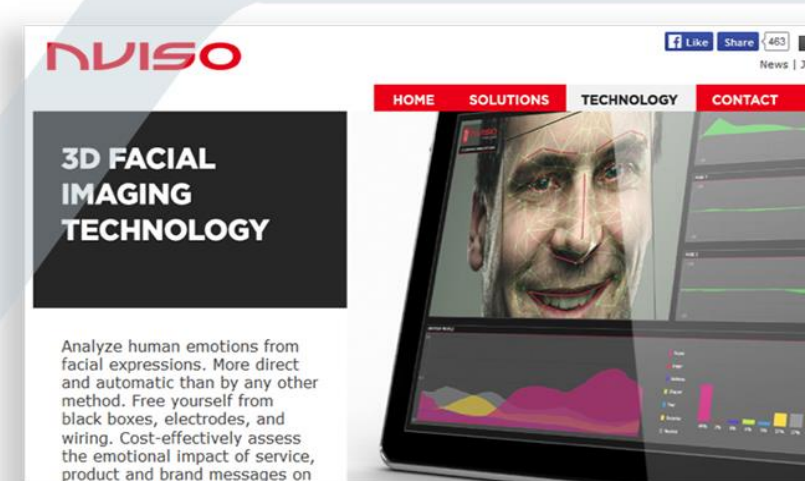 NVISO
Like Share 463
News | J
HOME SOLUTIONS TECHNOLOGY CONTACT
3D FACIAL
IMAGING
TECHNOLOGY
Analyze human emotions from
facial expressions. More direct
and automatic than by any other
method. Free yourself from
black boxes, electrodes, and
wiring. Cost-effectively assess
the emotional impact of service,
product and brand messages on